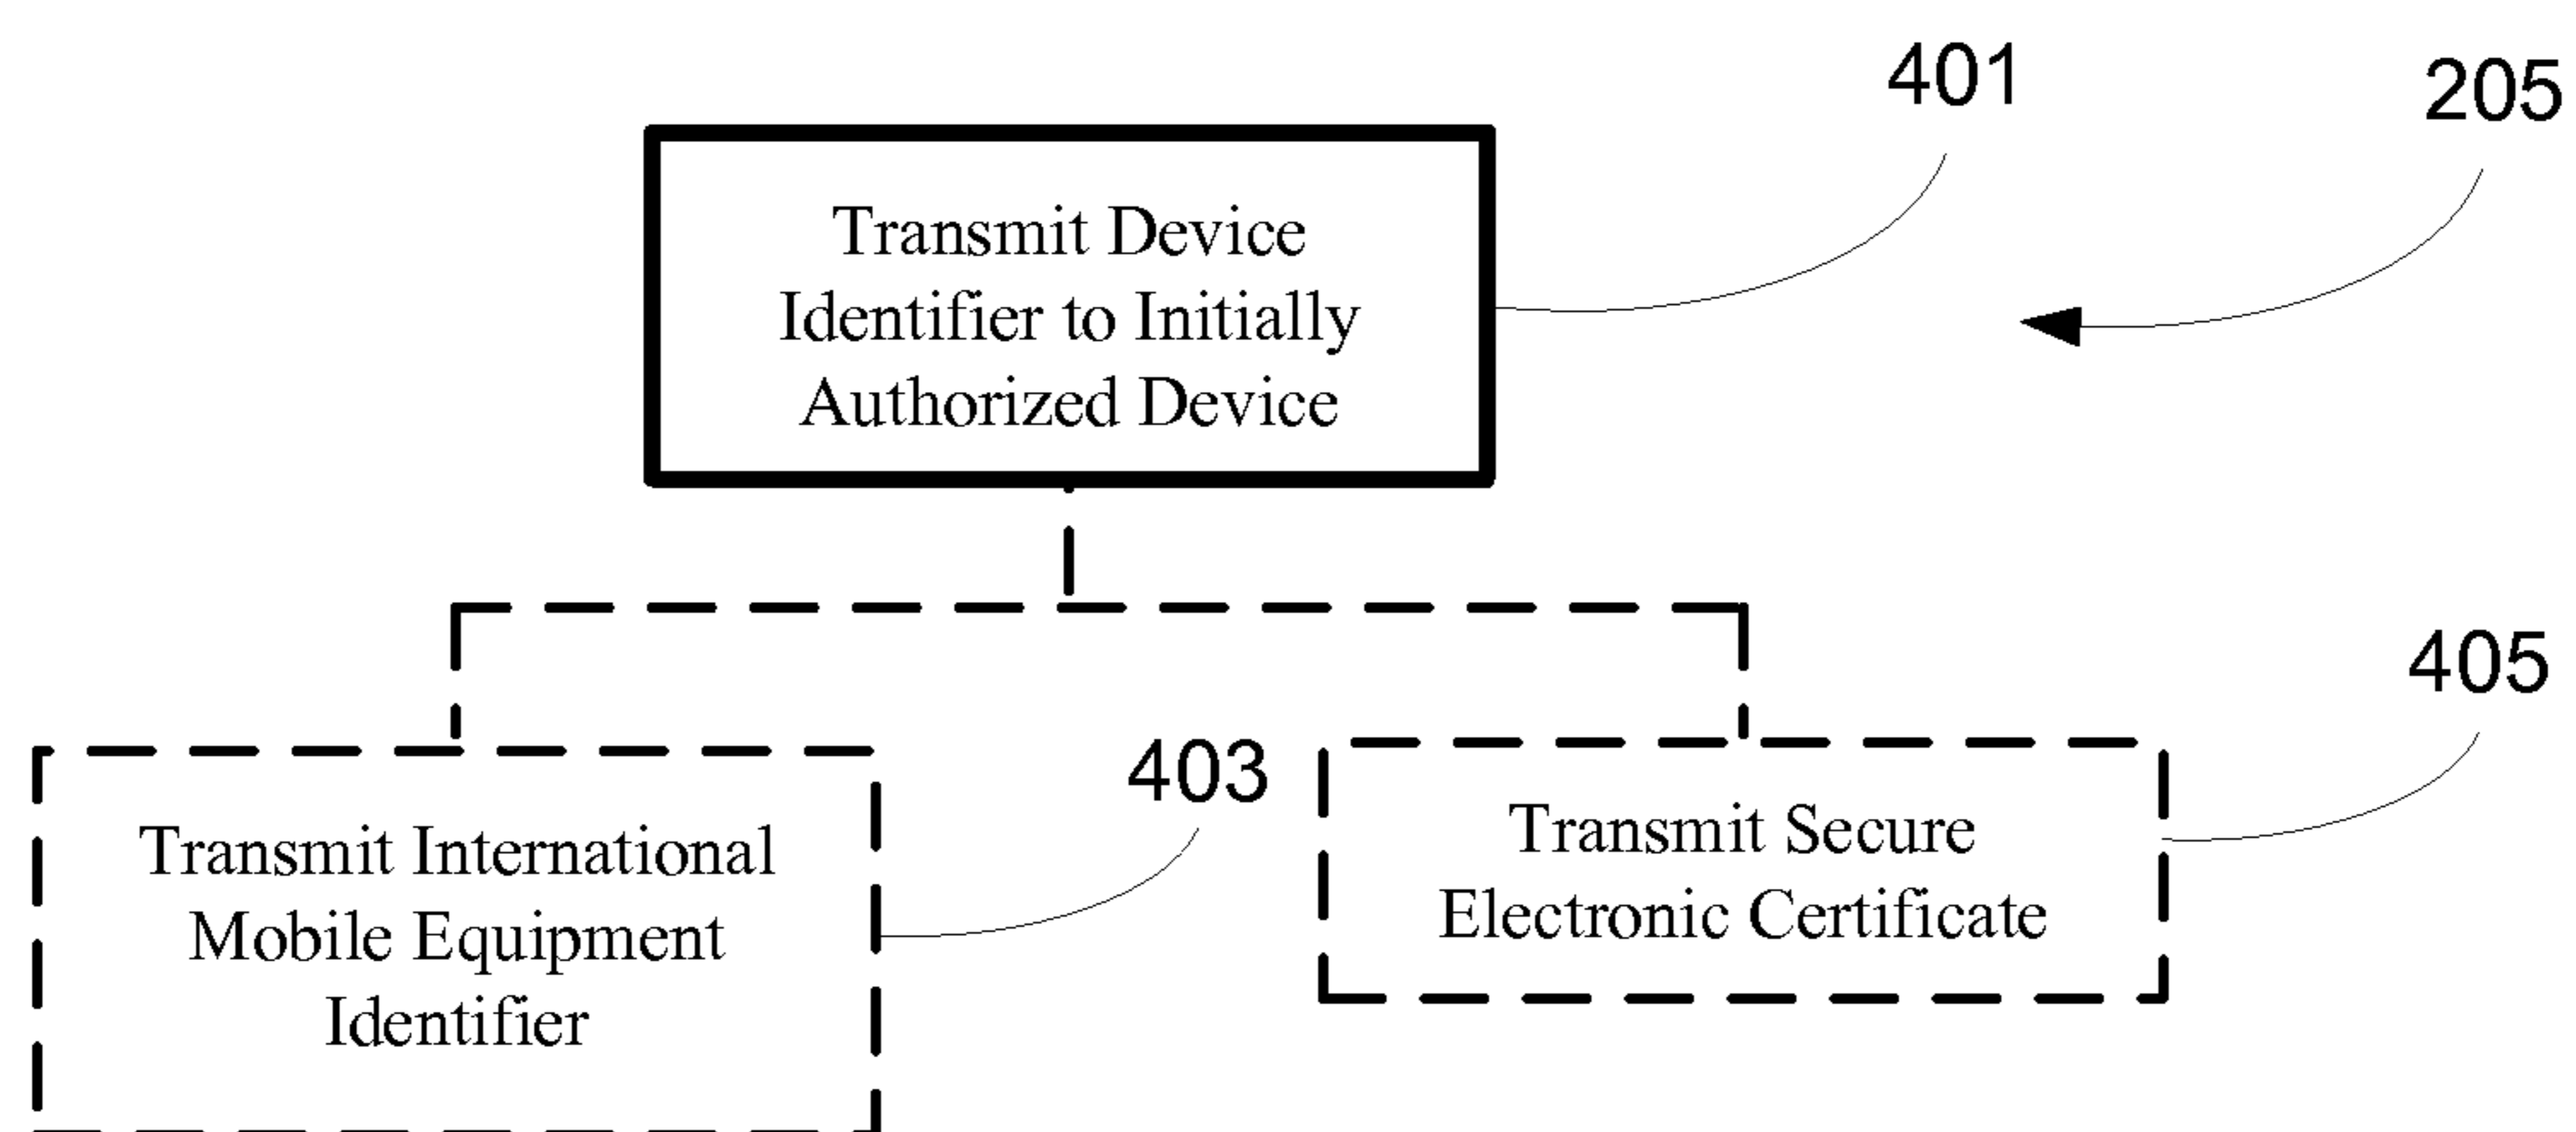 401
205
Transmit Device
Identifier to Initially
Authorized Device
405
403
Transmit International
Mobile Equipment
Identifier
Transmit Secure
Electronic Certificate